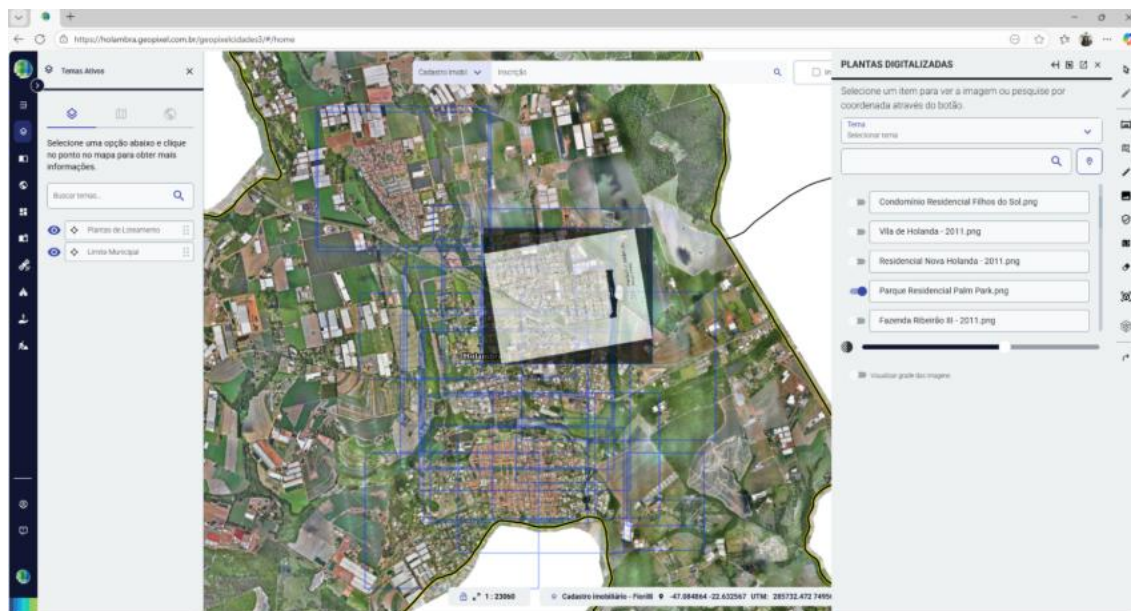 https://holambra.geopixel.com.br/geopixelcidades3/#/home
Temas Ativos
Selecione uma opção abaixo e clique
no ponto no mapa para obter mais
informações.
Buscar temas...
Plantas de Loteamento
Limite Municipal
Cadastro Imobil
Inscrição
PLANTAS DIGITALIZADAS
Selecione um item para ver a imagem ou pesquise por
coordenada através do botão.
Tema
Selecionar tema
Condomínio Residencial Filhos do Sol.png
Vila de Holanda - 2011.png
Residencial Nova Holanda - 2011.png
Parque Residencial Palm Park.png
Fazenda Ribeirão III - 2011.png
Visualizar grade das imagens
1 : 23060
Cadastro Imobiliário - Fiorilli
-47.084864 -22.632567 UTM: 285732.472 74956